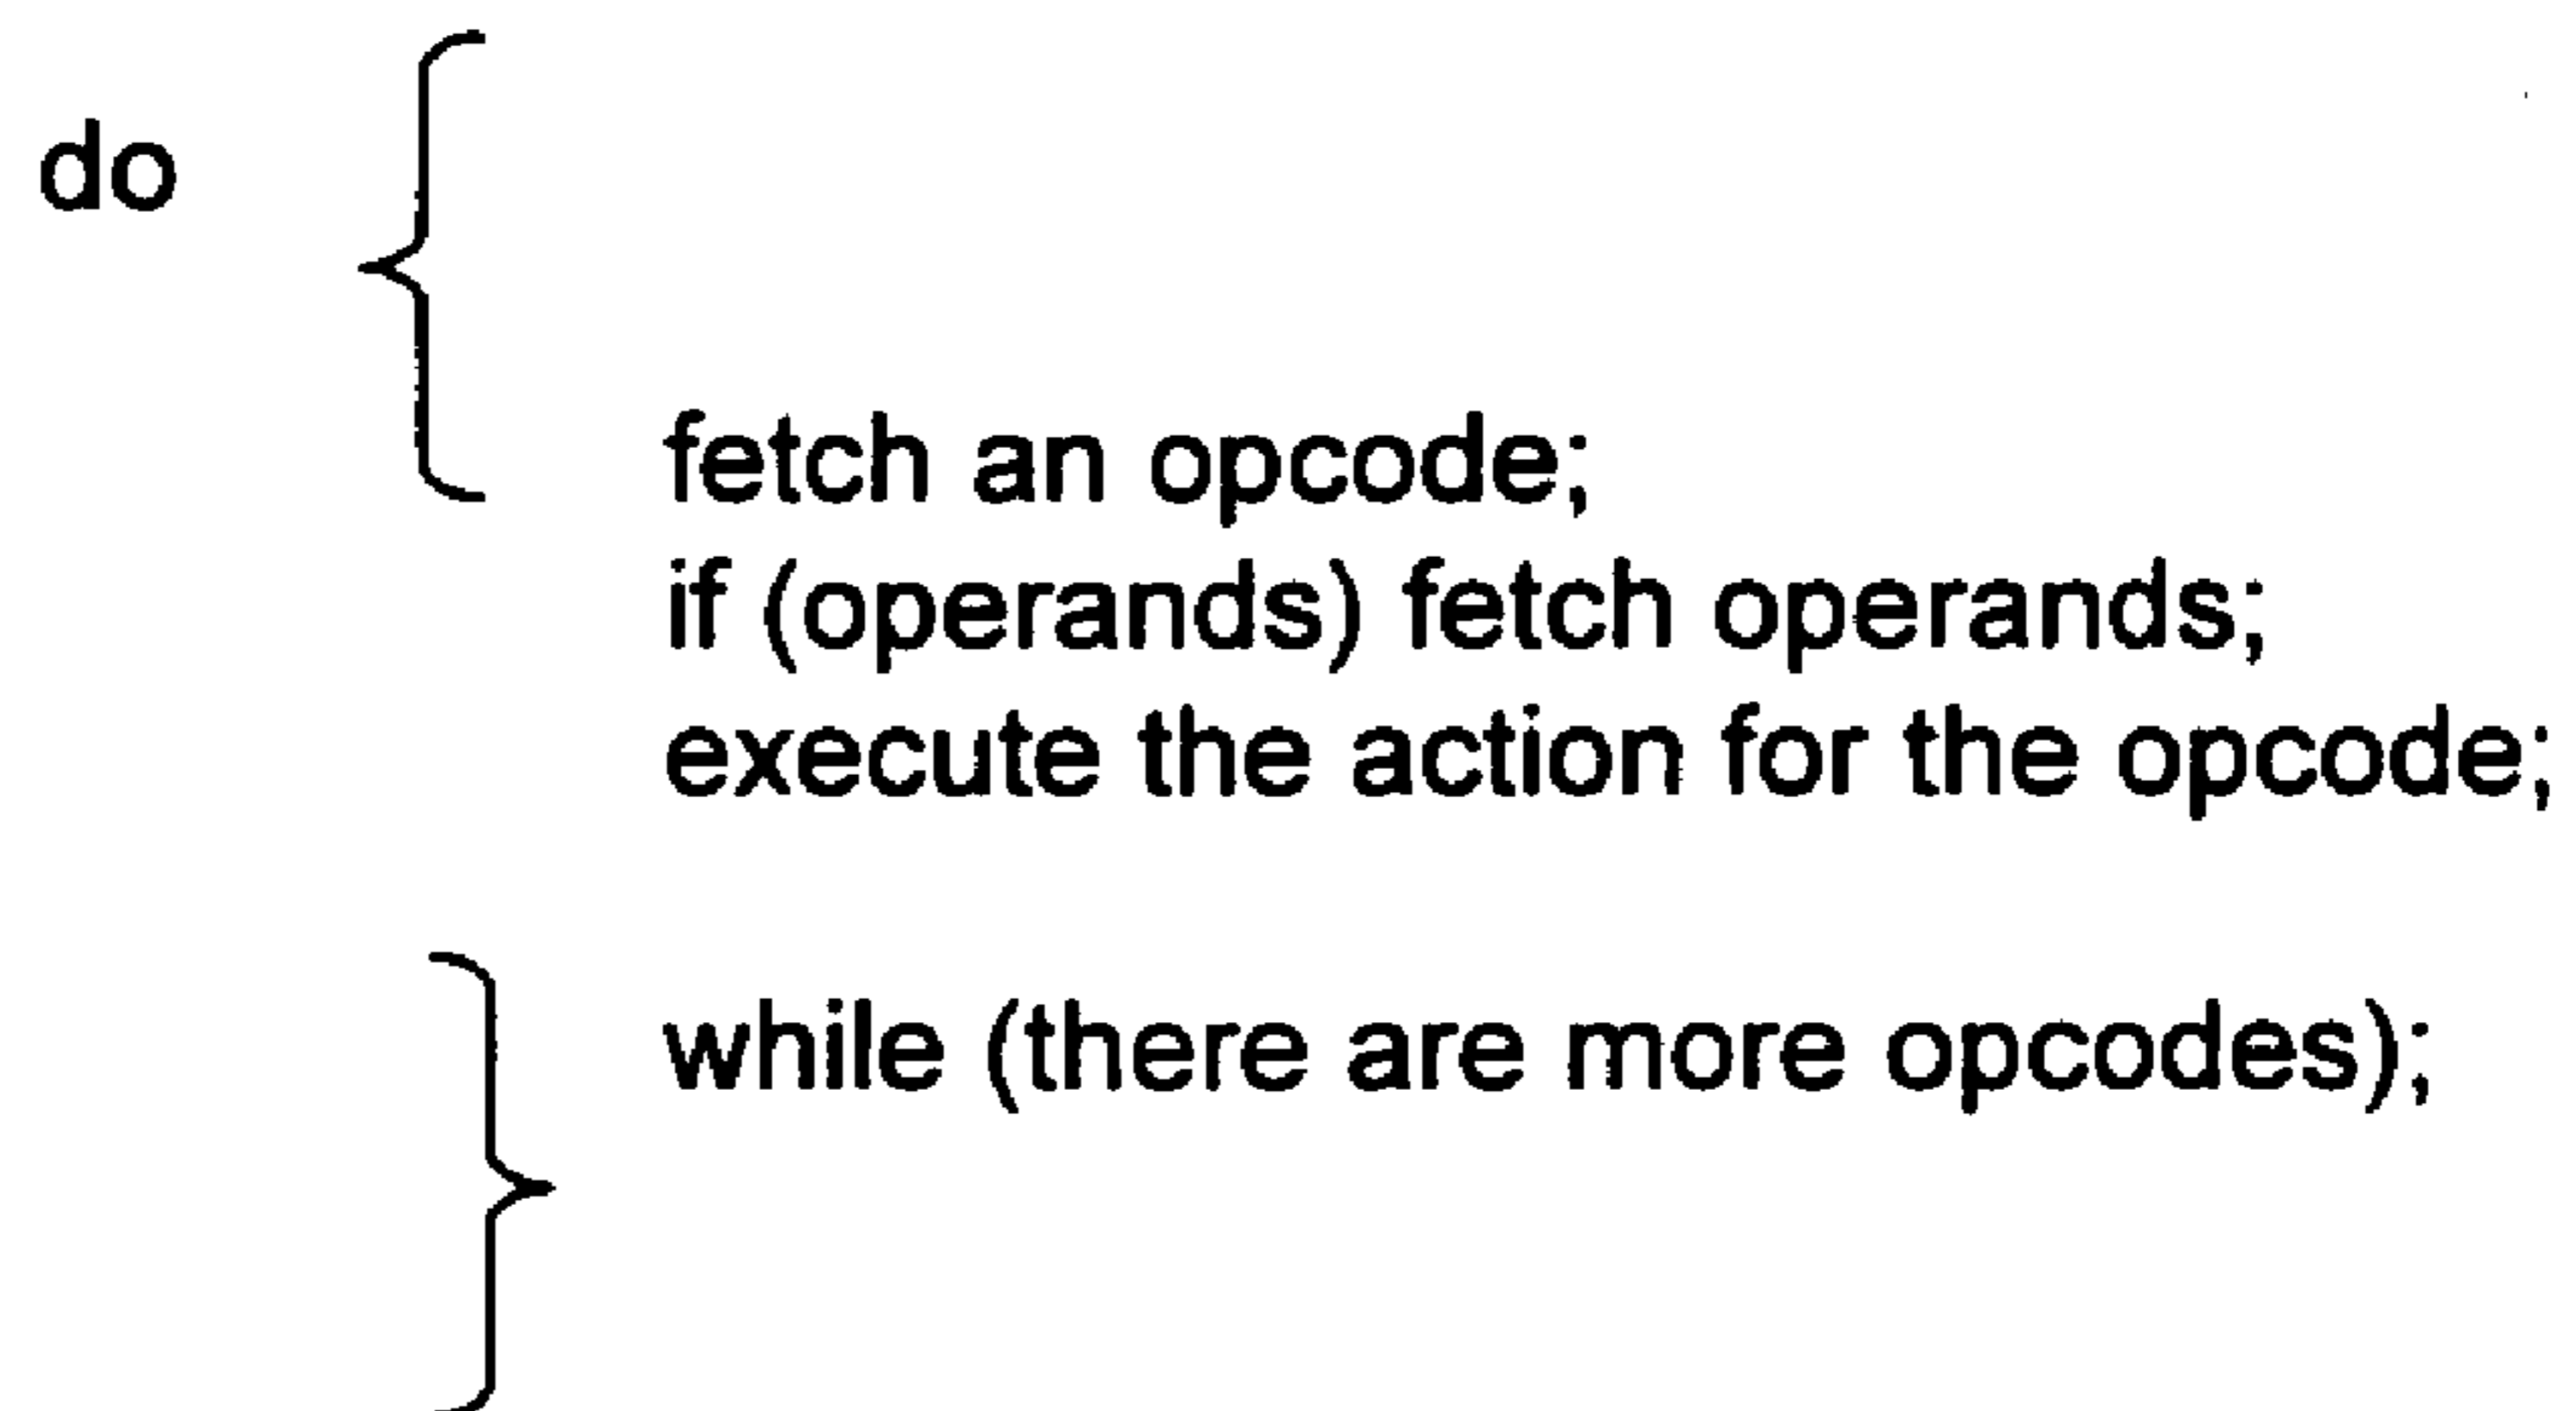 do {
fetch an opcode;
if (operands) fetch operands;
execute the action for the opcode;
} while (there are more opcodes);